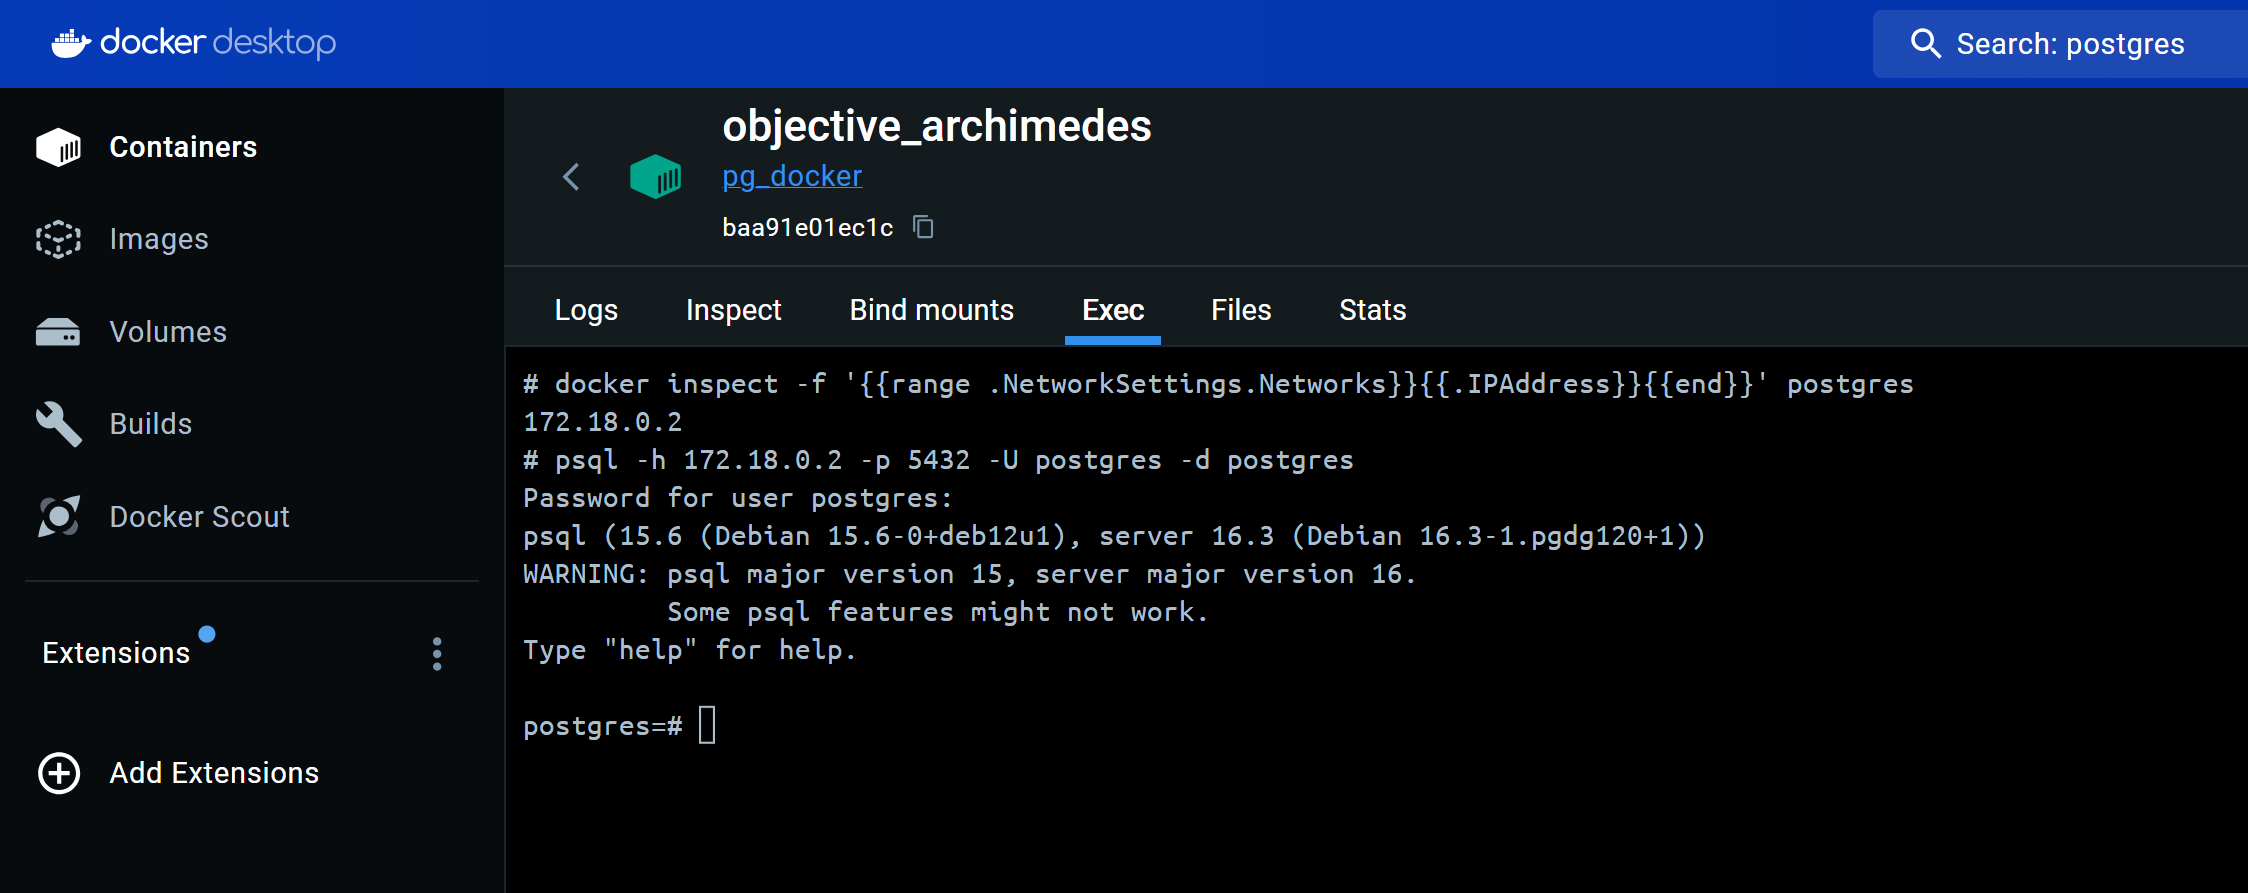 docker desktop
Search: postgres
Containers
Images
Volumes
Builds
Docker Scout
Extensions
Add Extensions
objective_archimedes
pg_docker
baa91e01ec1c
Logs Inspect Bind mounts Exec Files Stats
# docker inspect -f '{{range .NetworkSettings.Networks}}{{.IPAddress}}{{end}}' postgres
172.18.0.2
# psql -h 172.18.0.2 -p 5432 -U postgres -d postgres
Password for user postgres:
psql (15.6 (Debian 15.6-0+deb12u1), server 16.3 (Debian 16.3-1.pgdg120+1))
WARNING: psql major version 15, server major version 16.
         Some psql features might not work.
Type "help" for help.
postgres=#